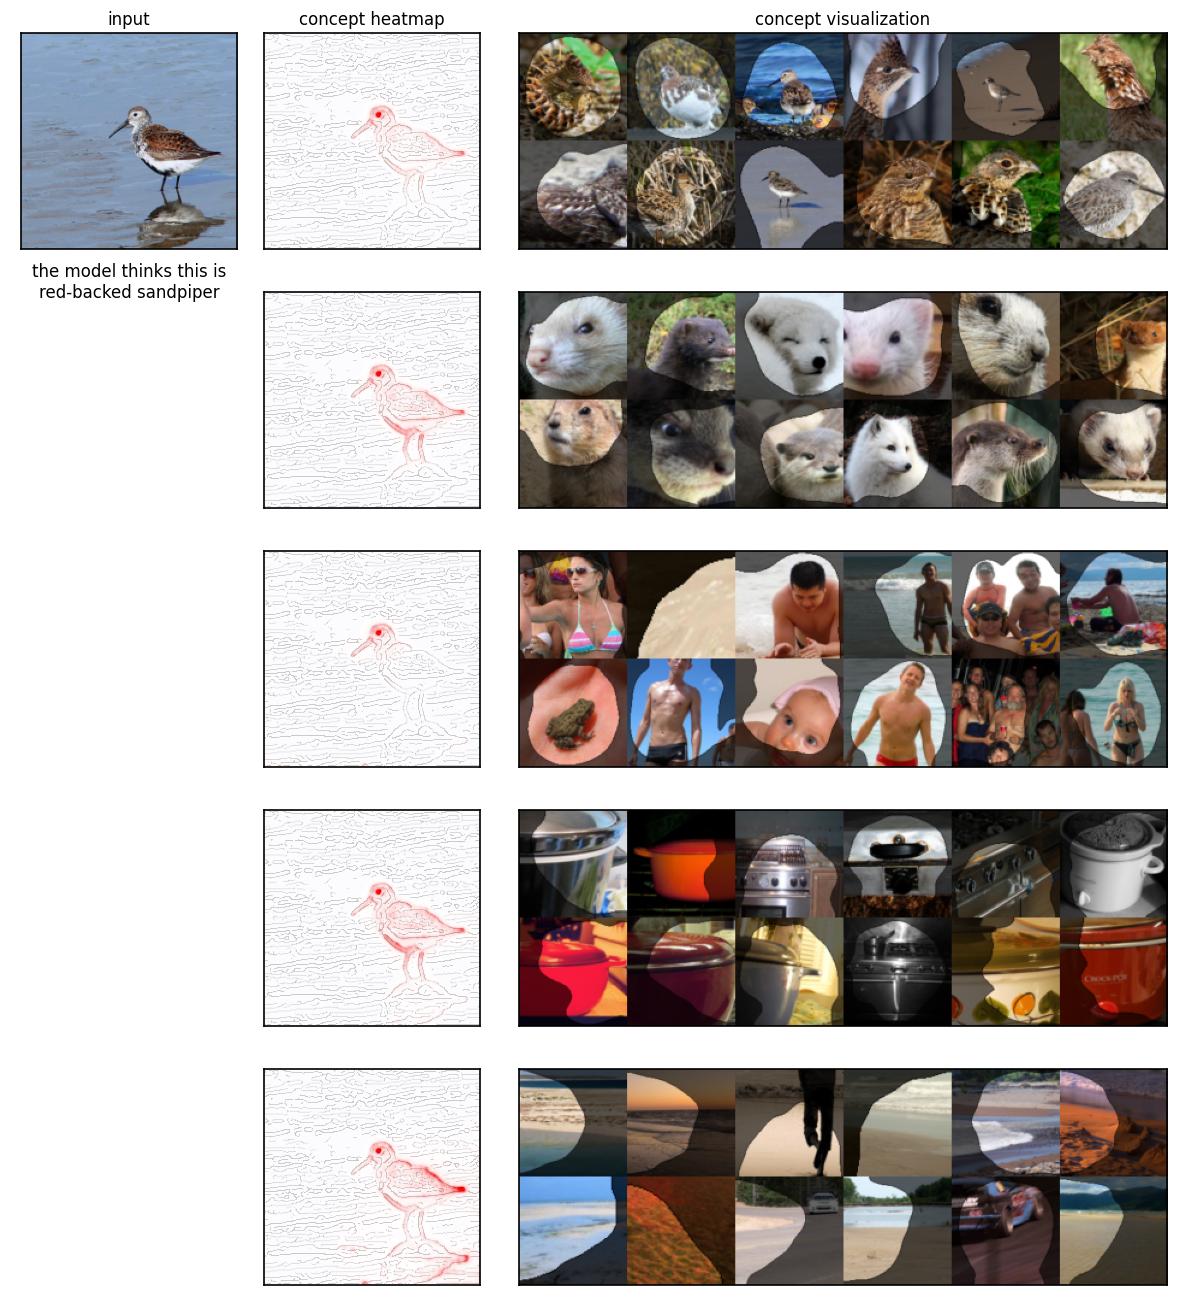 input
concept heatmap
concept visualization
the model thinks this is
red-backed sandpiper
CROCK-POT